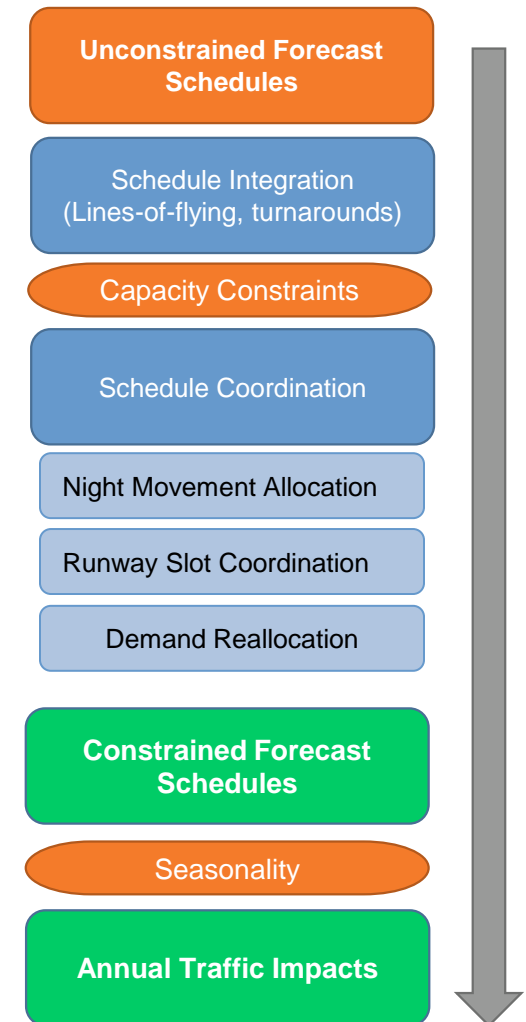 Unconstrained Forecast
Schedules
Schedule Integration
(Lines-of-flying, turnarounds)
Capacity Constraints
Schedule Coordination
Night Movement Allocation
Runway Slot Coordination
Demand Reallocation
Constrained Forecast
Schedules
Seasonality
Annual Traffic Impacts